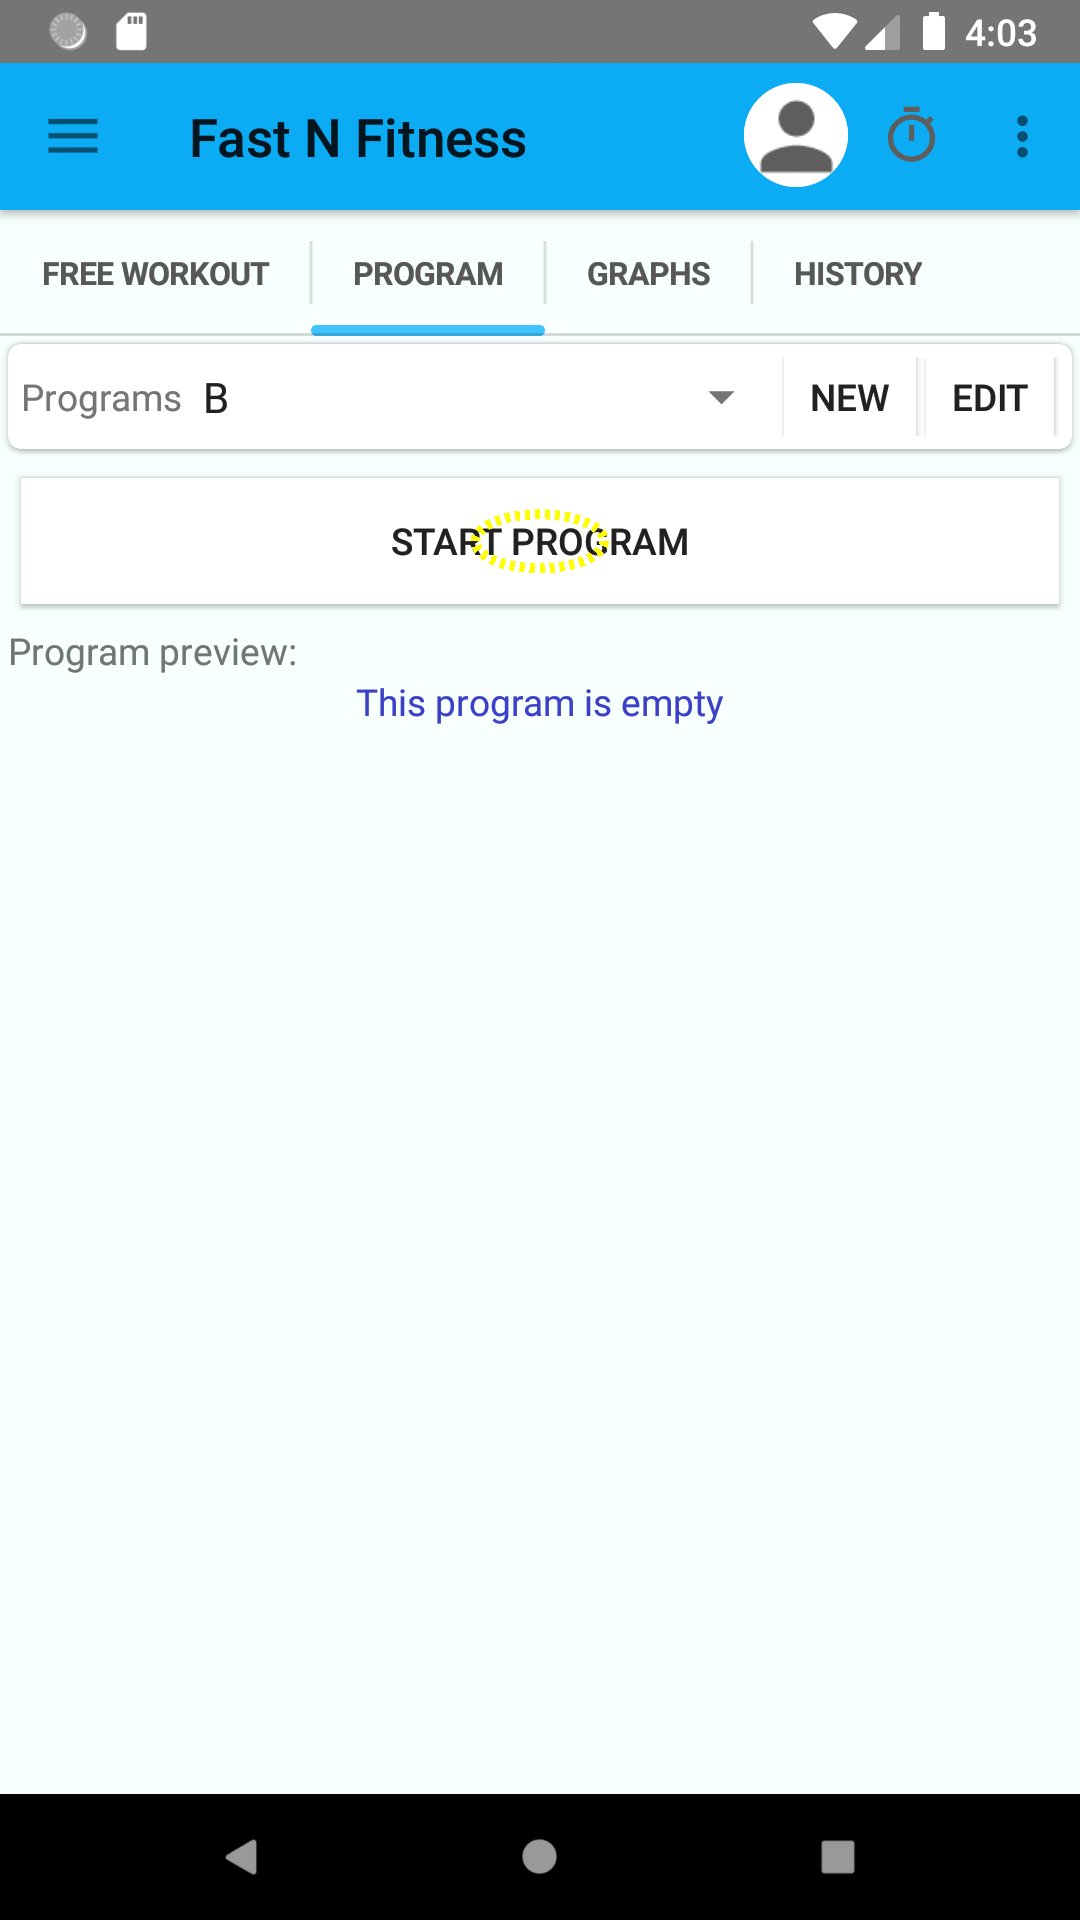 4:03
Fast N Fitness
FREE WORKOUT PROGRAM GRAPHS HISTORY
Programs B NEW EDIT
START PROGRAM
Program preview:
This program is empty